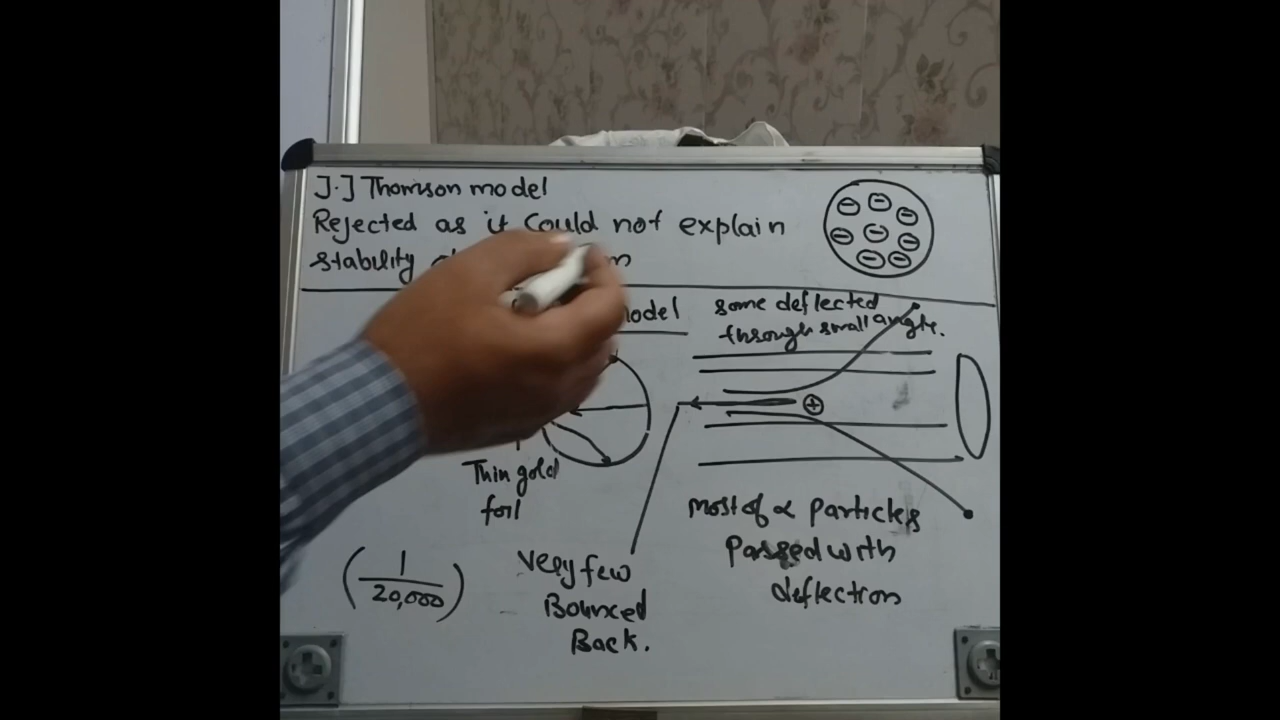 J.J Thomson model
Rejected as it could not explain
stability
model
some deflected
through small angle.
Thin gold
foil
most of α particles
Passed with
deflection
Very few
Bounced
Back.
(1/20,000)